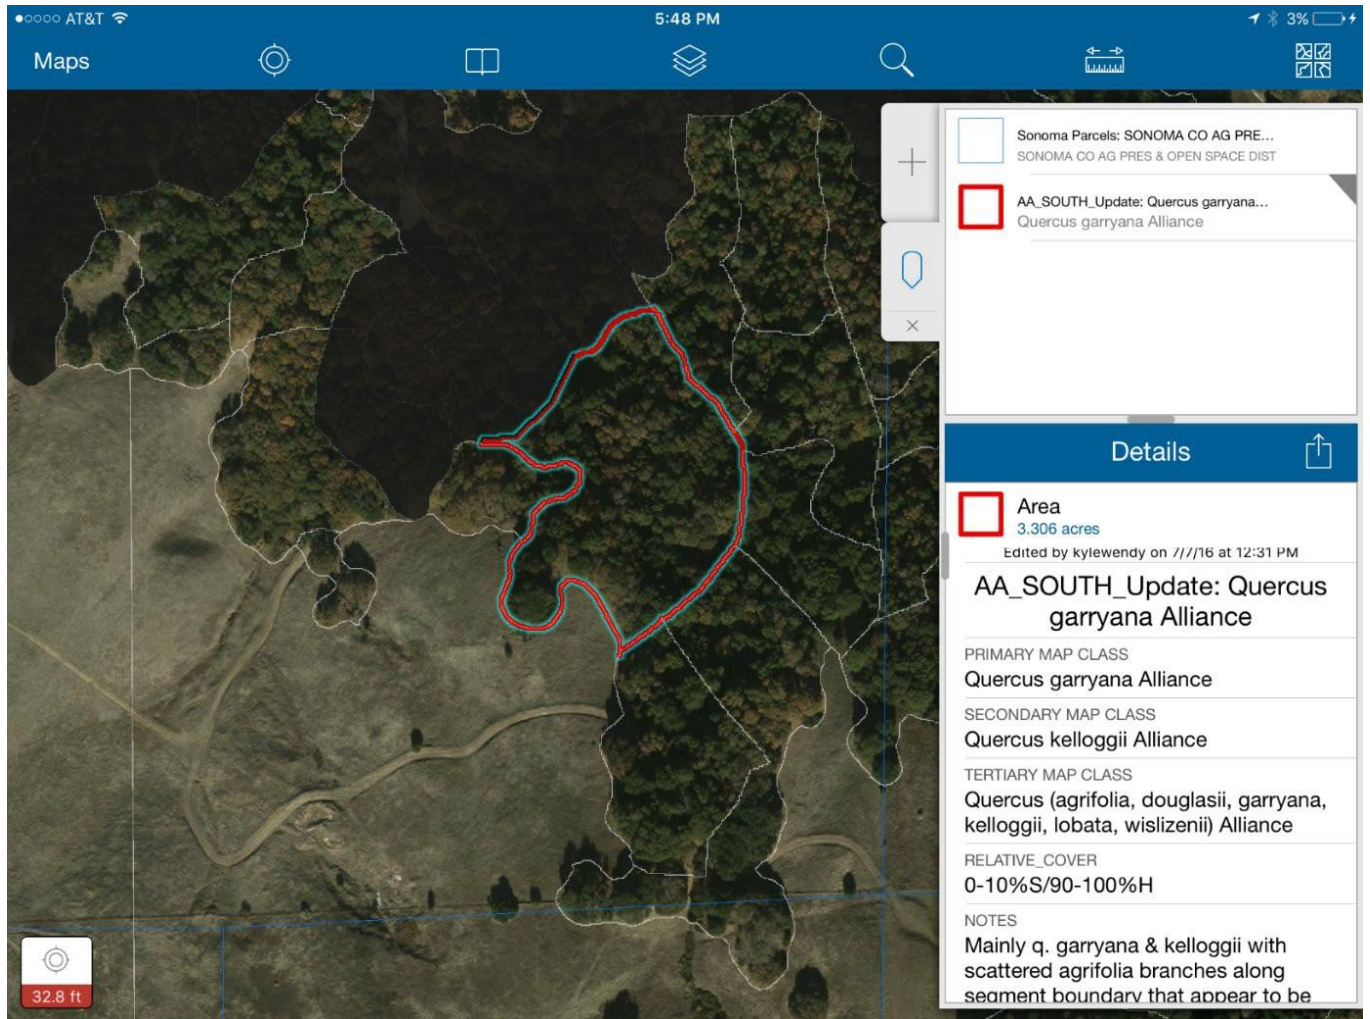 AT&T 5:48 PM 3%
Maps
Sonoma Parcels: SONOMA CO AG PRE...
SONOMA CO AG PRES & OPEN SPACE DIST
AA_SOUTH_Update: Quercus garryana...
Quercus garryana Alliance
Details
Area
3.306 acres
Edited by kylewendy on 7/7/16 at 12:31 PM
AA_SOUTH_Update: Quercus
garryana Alliance
PRIMARY MAP CLASS
Quercus garryana Alliance
SECONDARY MAP CLASS
Quercus kelloggii Alliance
TERTIARY MAP CLASS
Quercus (agrifolia, douglasii, garryana,
kelloggii, lobata, wislizenii) Alliance
RELATIVE_COVER
0-10%S/90-100%H
NOTES
Mainly q. garryana & kelloggii with
scattered agrifolia branches along
segment boundary that appear to be
32.8 ft